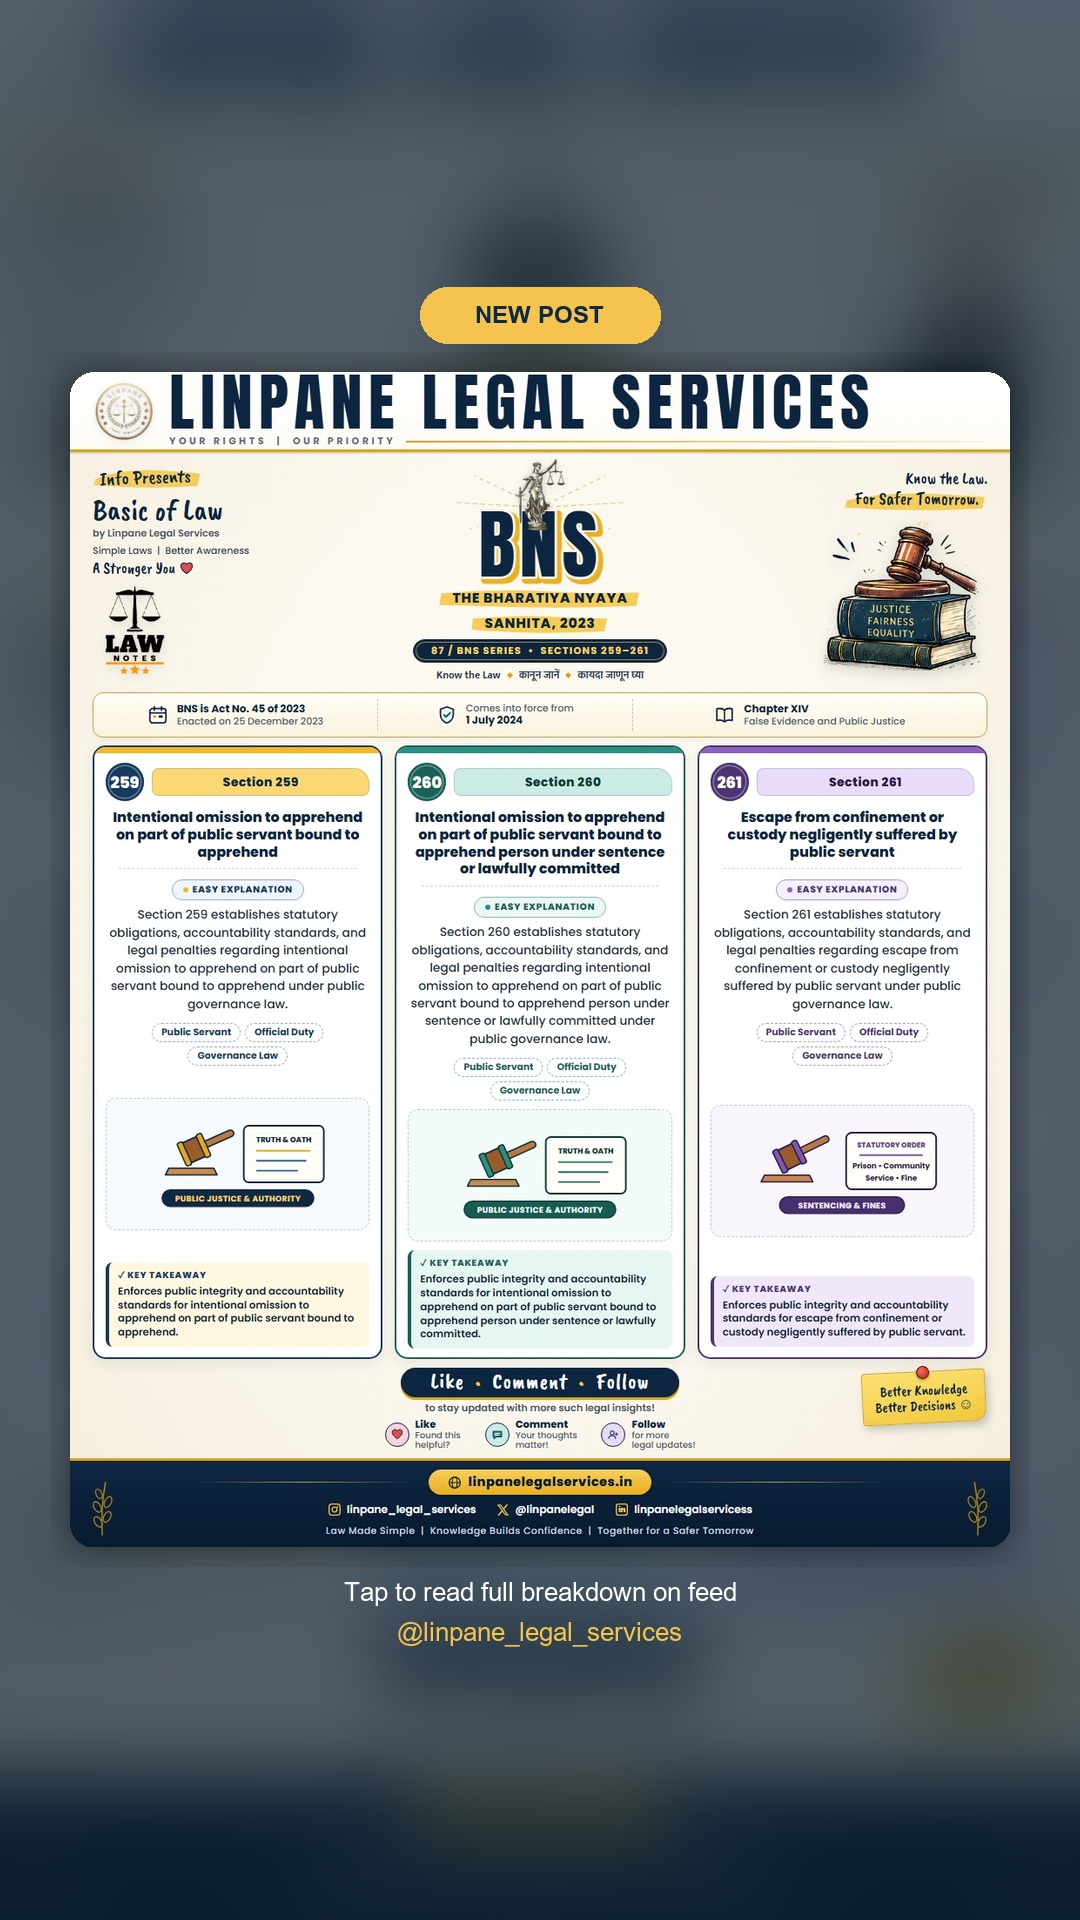 NEW POST
LINPANE LEGAL SERVICES
YOUR RIGHTS | OUR PRIORITY
Info Presents
Basic of Law
by Linpane Legal Services
Simple Laws | Better Awareness
A Stronger You
LAW
NOTES
BNS
THE BHARATIYA NYAYA
SANHITA, 2023
87 / BNS SERIES • SECTIONS 259–261
Know the Law ◆ कानून जानें ◆ कायदा जाणून घ्या
Know the Law.
For Safer Tomorrow.
JUSTICE
FAIRNESS
EQUALITY
BNS is Act No. 45 of 2023
Enacted on 25 December 2023
Comes into force from
1 July 2024
Chapter XIV
False Evidence and Public Justice
259
Section 259
Intentional omission to apprehend
on part of public servant bound to
apprehend
EASY EXPLANATION
Section 259 establishes statutory
obligations, accountability standards, and
legal penalties regarding intentional
omission to apprehend on part of public
servant bound to apprehend under public
governance law.
Public Servant
Official Duty
Governance Law
TRUTH & OATH
PUBLIC JUSTICE & AUTHORITY
✓ KEY TAKEAWAY
Enforces public integrity and accountability
standards for intentional omission to
apprehend on part of public servant bound to
apprehend.
260
Section 260
Intentional omission to apprehend
on part of public servant bound to
apprehend person under sentence
or lawfully committed
EASY EXPLANATION
Section 260 establishes statutory
obligations, accountability standards, and
legal penalties regarding intentional
omission to apprehend on part of public
servant bound to apprehend person under
sentence or lawfully committed under
public governance law.
Public Servant
Official Duty
Governance Law
TRUTH & OATH
PUBLIC JUSTICE & AUTHORITY
✓ KEY TAKEAWAY
Enforces public integrity and accountability
standards for intentional omission to
apprehend on part of public servant bound to
apprehend person under sentence or lawfully
committed.
261
Section 261
Escape from confinement or
custody negligently suffered by
public servant
EASY EXPLANATION
Section 261 establishes statutory
obligations, accountability standards, and
legal penalties regarding escape from
confinement or custody negligently
suffered by public servant under public
governance law.
Public Servant
Official Duty
Governance Law
STATUTORY ORDER
Prison • Community
Service • Fine
SENTENCING & FINES
✓ KEY TAKEAWAY
Enforces public integrity and accountability
standards for escape from confinement or
custody negligently suffered by public servant.
Like • Comment • Follow
to stay updated with more such legal insights!
Like
Found this
helpful?
Comment
Your thoughts
matter!
Follow
for more
legal updates!
Better Knowledge
Better Decisions ☺
linpanelegalservices.in
linpane_legal_services
@linpanelegal
linpanelegalservicess
Law Made Simple | Knowledge Builds Confidence | Together for a Safer Tomorrow
Tap to read full breakdown on feed
@linpane_legal_services